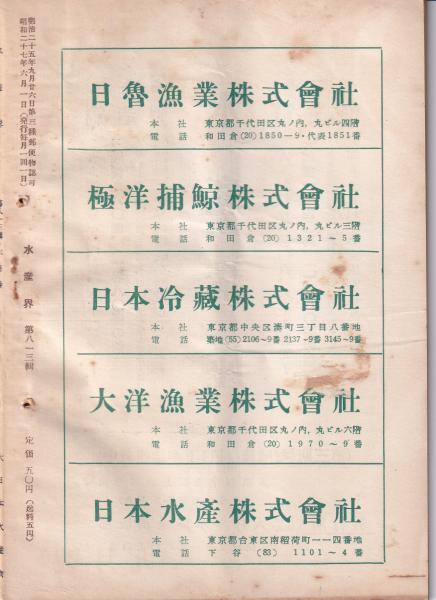 日魯漁業株式會社
本社　東京都千代田区丸ノ内，丸ビル四階
電話　和田倉(20)1850―9・代表1851番
極洋捕鯨株式會社
本社　東京都千代田区丸ノ内，丸ビル三階
電話　和田倉(20)1321～5番
日本冷藏株式會社
本社　東京都中央区湊町三丁目八番地
電話　築地(55)2106～9番 2137～9番 3145～9番
大洋漁業株式會社
本社　東京都千代田区丸ノ内，丸ビル六階
電話　和田倉(20)1970～9番
日本水產株式會社
本社　東京都台東区南稲荷町一一四番地
電話　下谷(83)1101～4番
明治二十五年九月廿六日第三種郵便物認可
昭和二十七年六月一日（発行毎月一回一日）
水産界　第八一三輯　定価　五〇円（送料五円）